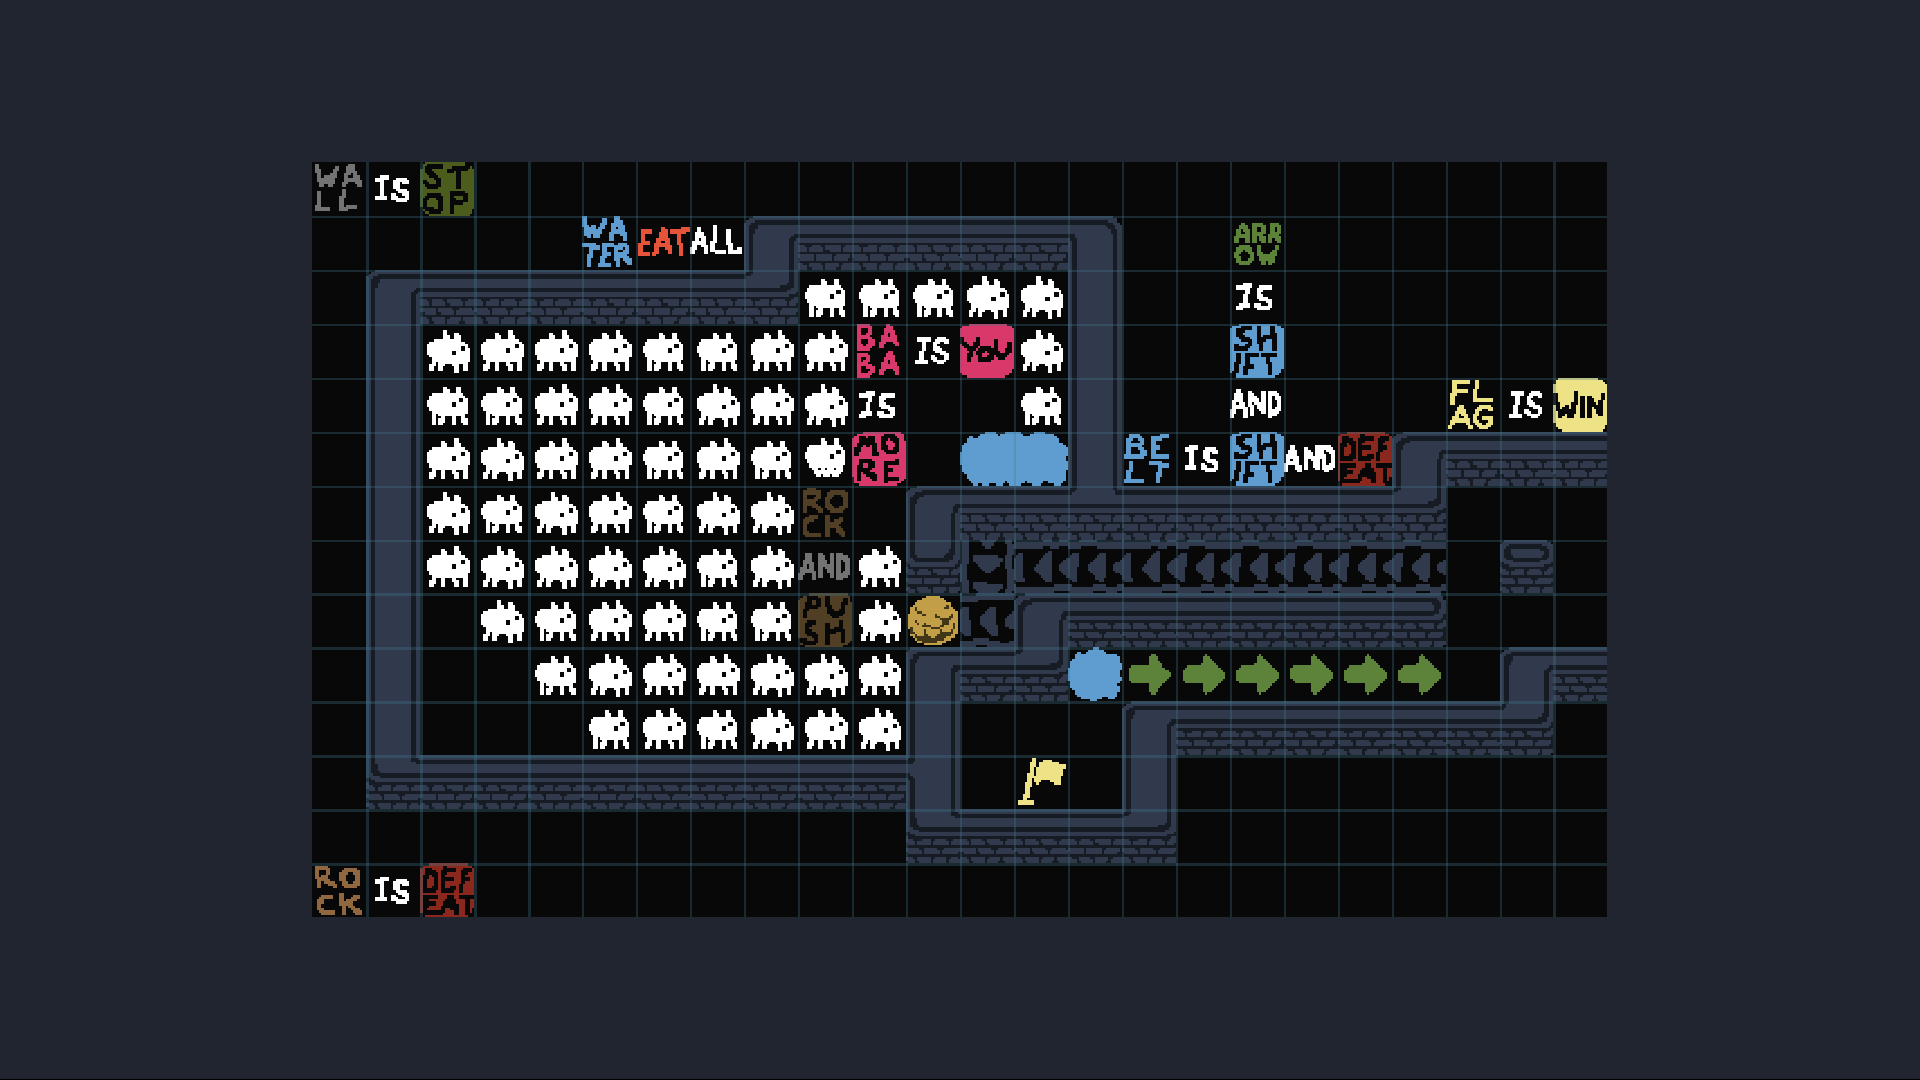 WALL IS STOP
WATER EAT ALL
ARROW
IS
BABA IS YOU
SHIFT
IS
AND
FLAG IS WIN
MORE
BELT IS SHIFT AND DEFEAT
ROCK
AND
PUSH
ROCK IS DEFEAT